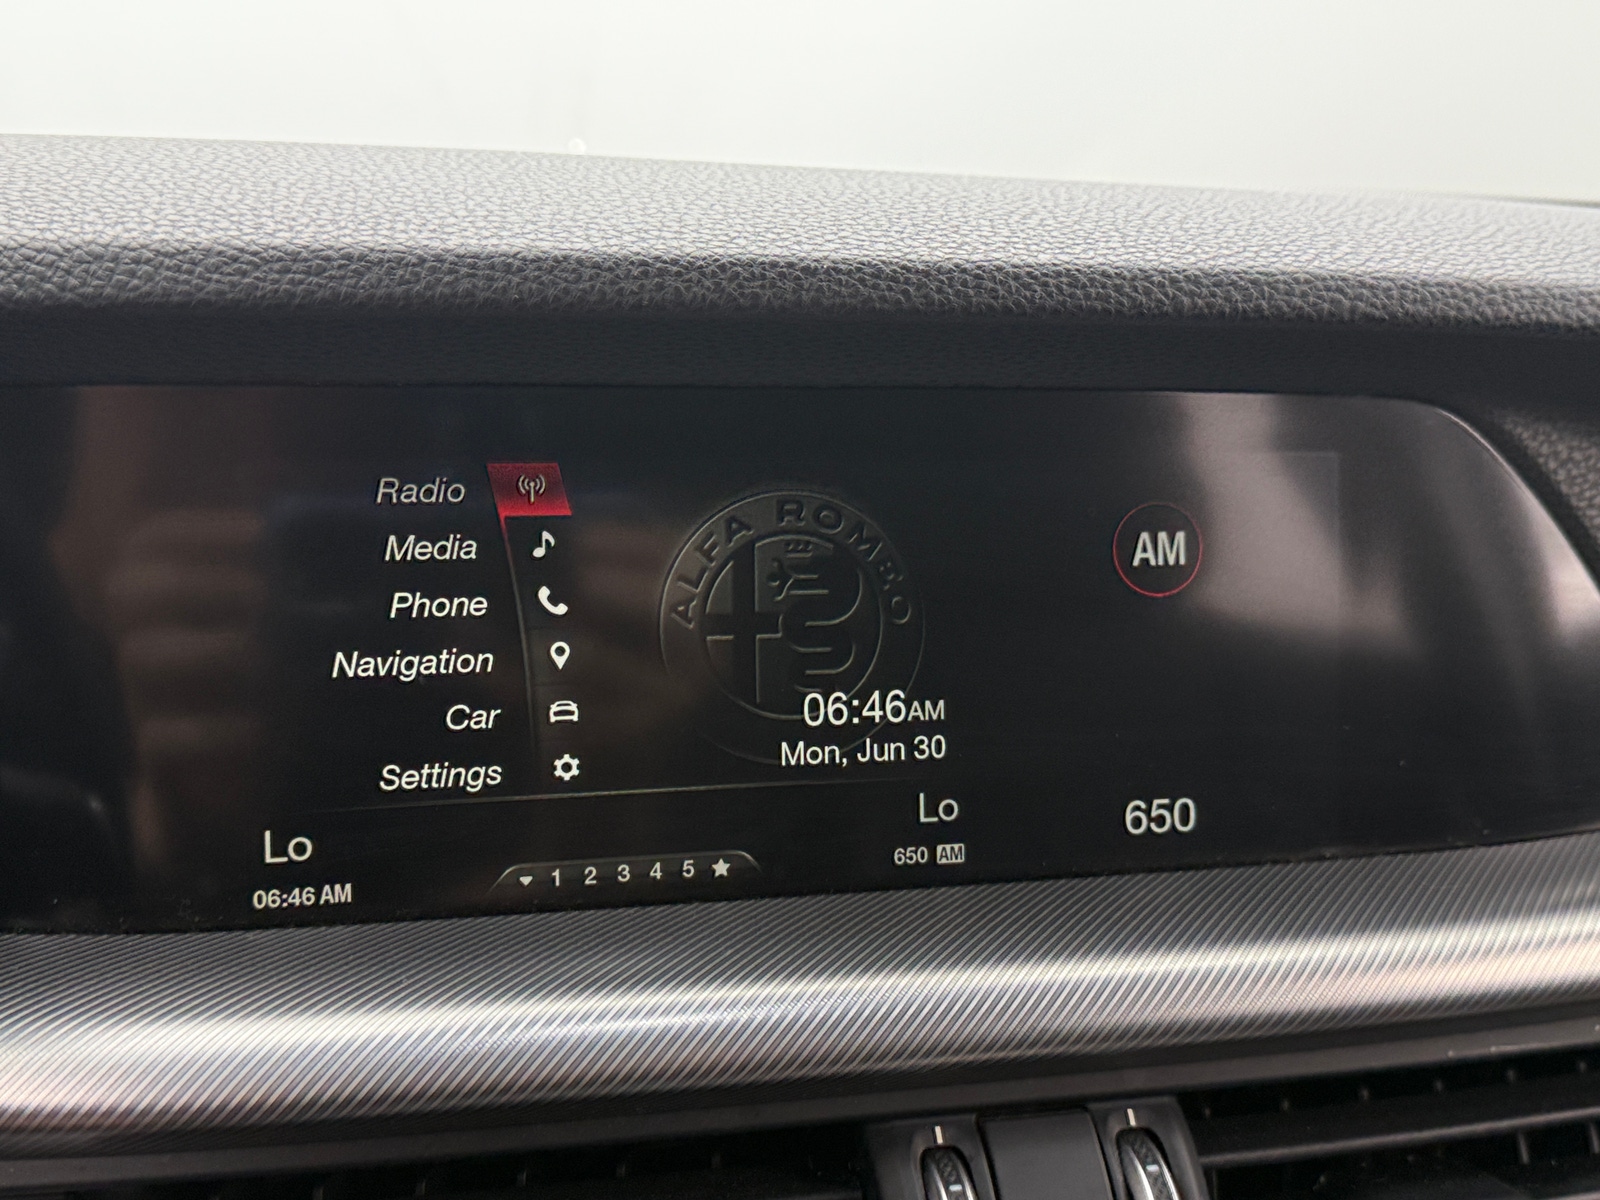 Radio
Media
Phone
Navigation
Car
Settings
ALFA ROMEO
06:46AM
Mon, Jun 30
AM
650
Lo
06:46 AM
1 2 3 4 5
Lo
650 AM